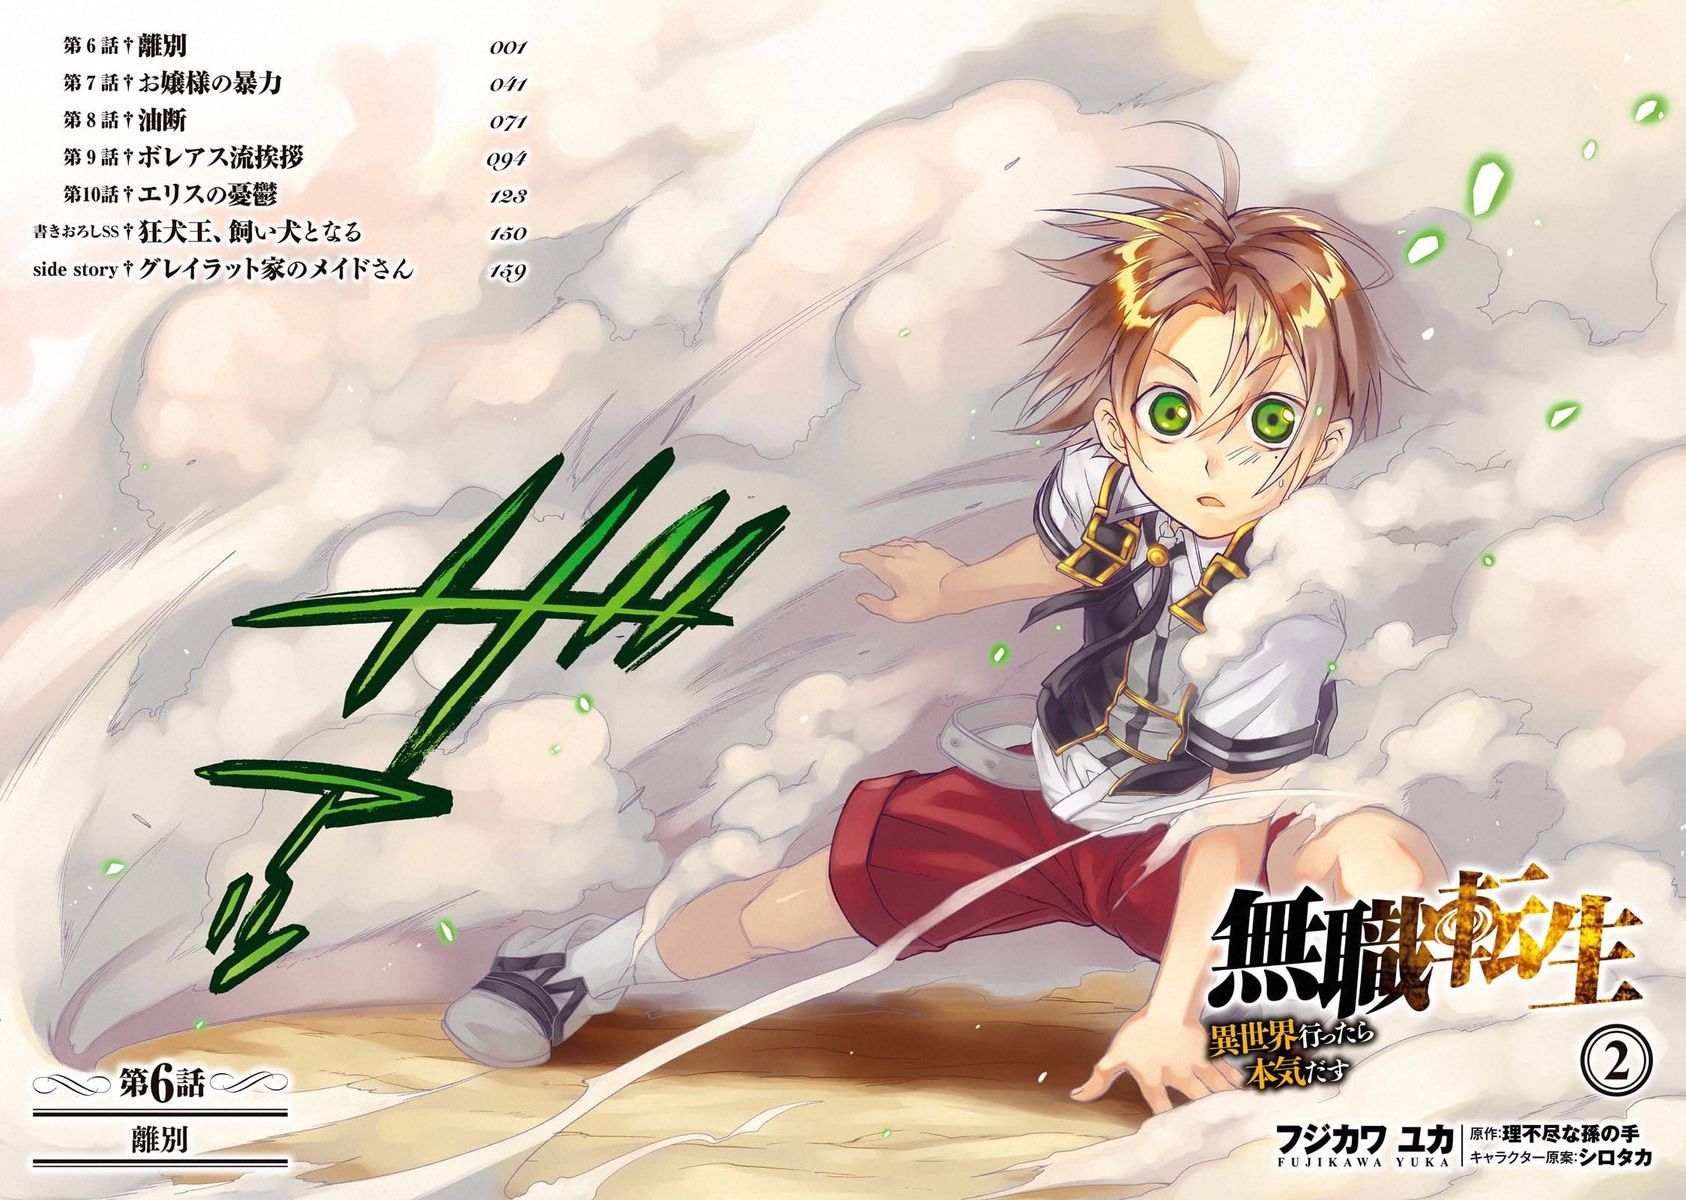 第6話†離別 001
第7話†お嬢様の暴力 041
第8話†油断 071
第9話†ボレアス流挨拶 094
第10話†エリスの憂鬱 123
書きおろしSS†狂犬王、飼い犬となる 150
side story†グレイラット家のメイドさん 159
ザザッ
第6話
離別
無職転生
異世界行ったら
本気だす
2
フジカワ ユカ
FUJIKAWA YUKA
原作:理不尽な孫の手
キャラクター原案:シロタカ